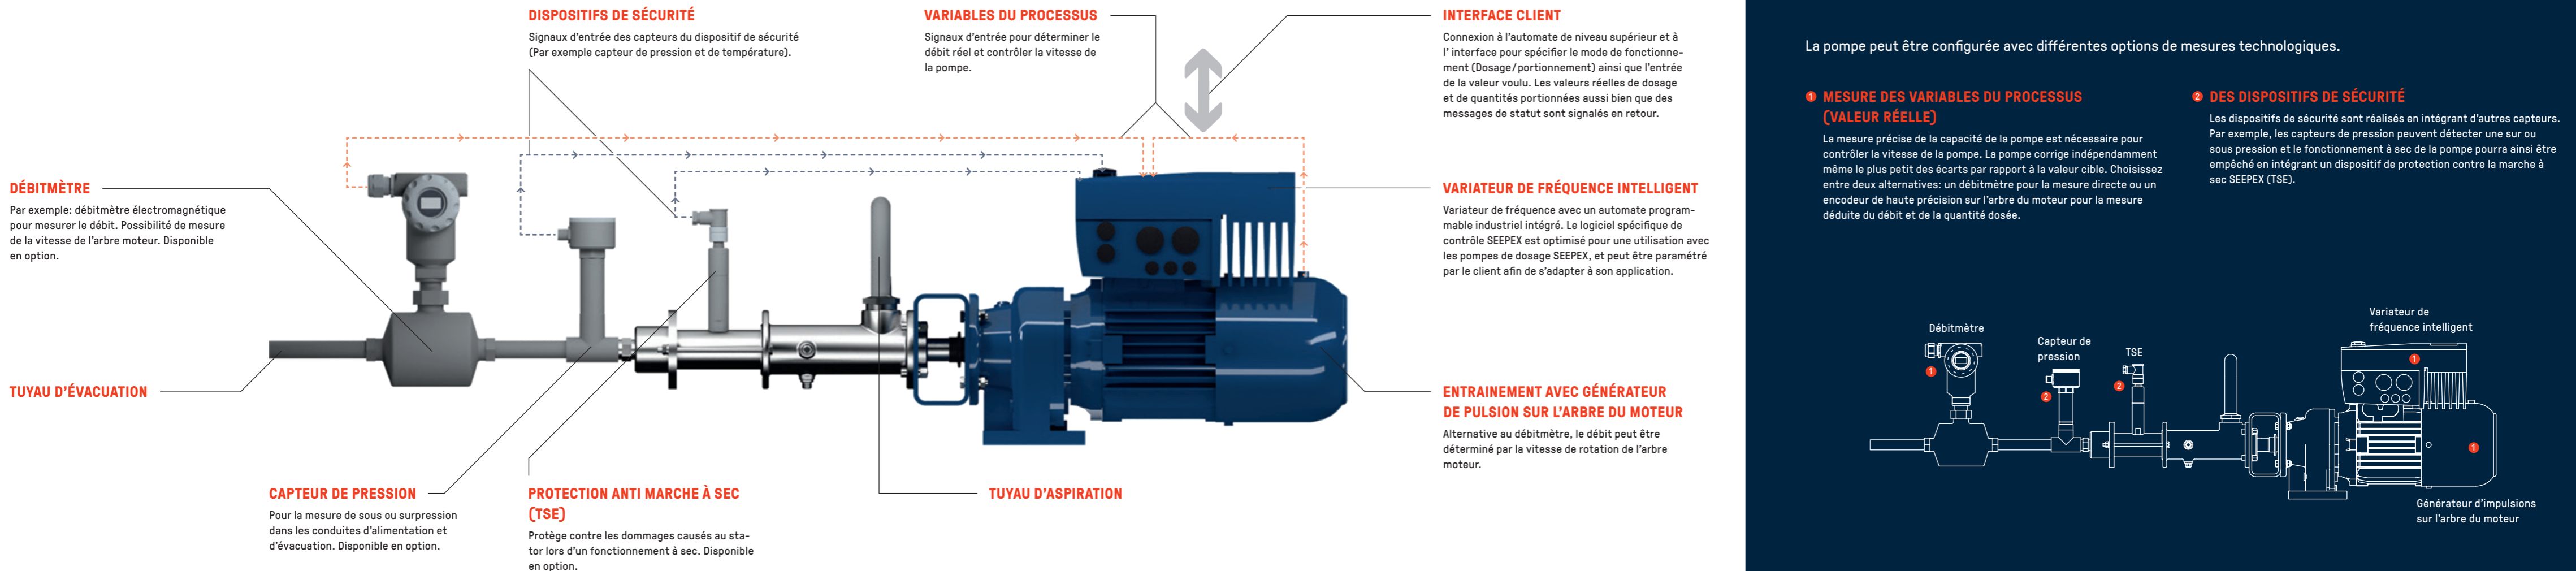 DISPOSITIFS DE SÉCURITÉ
Signaux d'entrée des capteurs du dispositif de sécurité
(Par exemple capteur de pression et de température).
VARIABLES DU PROCESSUS
Signaux d'entrée pour déterminer le
débit réel et contrôler la vitesse de
la pompe.
INTERFACE CLIENT
Connexion à l'automate de niveau supérieur et à
l' interface pour spécifier le mode de fonctionne-
ment (Dosage/portionnement) ainsi que l'entrée
de la valeur voulu. Les valeurs réelles de dosage
et de quantités portionnées aussi bien que des
messages de statut sont signalés en retour.
DÉBITMÈTRE
Par exemple: débitmètre électromagnétique
pour mesurer le débit. Possibilité de mesure
de la vitesse de l'arbre moteur. Disponible
en option.
VARIATEUR DE FRÉQUENCE INTELLIGENT
Variateur de fréquence avec un automate program-
mable industriel intégré. Le logiciel spécifique de
contrôle SEEPEX est optimisé pour une utilisation avec
les pompes de dosage SEEPEX, et peut être paramétré
par le client afin de s'adapter à son application.
TUYAU D'ÉVACUATION
ENTRAINEMENT AVEC GÉNÉRATEUR
DE PULSION SUR L'ARBRE DU MOTEUR
Alternative au débitmètre, le débit peut être
déterminé par la vitesse de rotation de l'arbre
moteur.
CAPTEUR DE PRESSION
Pour la mesure de sous ou surpression
dans les conduites d'alimentation et
d'évacuation. Disponible en option.
PROTECTION ANTI MARCHE À SEC
(TSE)
Protège contre les dommages causés au sta-
tor lors d'un fonctionnement à sec. Disponible
en option.
TUYAU D'ASPIRATION
La pompe peut être configurée avec différentes options de mesures technologiques.
1 MESURE DES VARIABLES DU PROCESSUS
(VALEUR RÉELLE)
La mesure précise de la capacité de la pompe est nécessaire pour
contrôler la vitesse de la pompe. La pompe corrige indépendamment
même le plus petit des écarts par rapport à la valeur cible. Choisissez
entre deux alternatives: un débitmètre pour la mesure directe ou un
encodeur de haute précision sur l'arbre du moteur pour la mesure
déduite du débit et de la quantité dosée.
2 DES DISPOSITIFS DE SÉCURITÉ
Les dispositifs de sécurité sont réalisés en intégrant d'autres capteurs.
Par exemple, les capteurs de pression peuvent détecter une sur ou
sous pression et le fonctionnement à sec de la pompe pourra ainsi être
empêché en intégrant un dispositif de protection contre la marche à
sec SEEPEX (TSE).
Débitmètre
1
Capteur de
pression
2
TSE
2
Variateur de
fréquence intelligent
1
1
Générateur d'impulsions
sur l'arbre du moteur